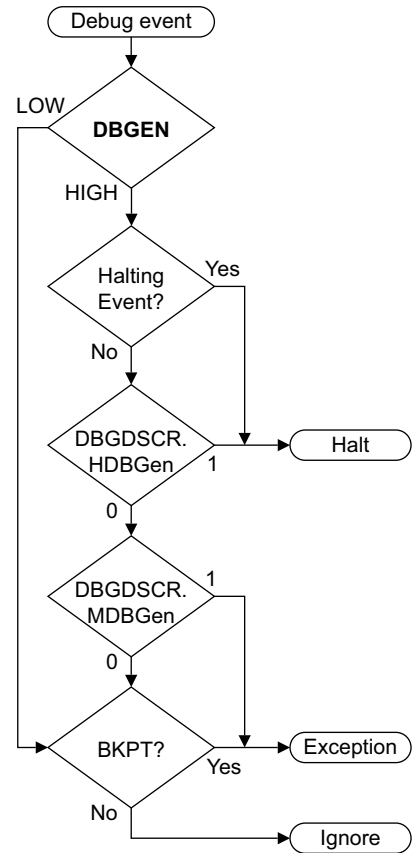 Debug event
LOW
DBGEN
HIGH
Halting
Event?
Yes
No
DBGDSCR.
HDBGen
1
Halt
0
DBGDSCR.
MDBGen
1
0
BKPT?
Yes
Exception
No
Ignore